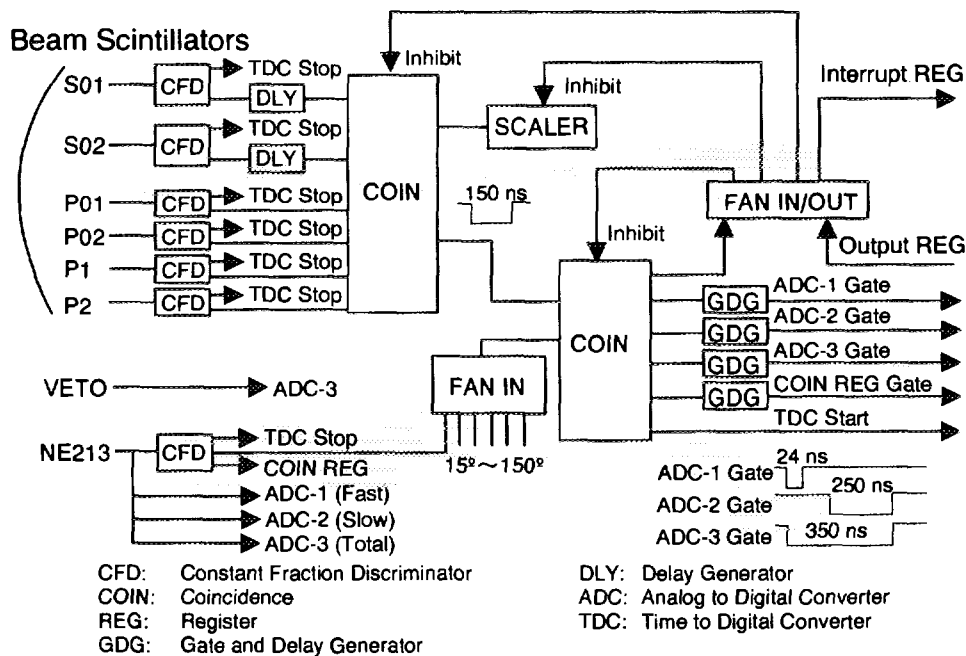 Beam Scintillators
Inhibit
Inhibit
Interrupt REG
S01
CFD
TDC Stop
DLY
S02
CFD
TDC Stop
DLY
COIN
SCALER
150 ns
FAN IN/OUT
P01
CFD
TDC Stop
P02
CFD
TDC Stop
P1
CFD
TDC Stop
P2
CFD
TDC Stop
Inhibit
Output REG
COIN
GDG
ADC-1 Gate
GDG
ADC-2 Gate
GDG
ADC-3 Gate
GDG
COIN REG Gate
TDC Start
VETO
ADC-3
FAN IN
15º～150º
NE213
CFD
TDC Stop
COIN REG
ADC-1 (Fast)
ADC-2 (Slow)
ADC-3 (Total)
ADC-1 Gate
24 ns
ADC-2 Gate
250 ns
ADC-3 Gate
350 ns
CFD: Constant Fraction Discriminator
COIN: Coincidence
REG: Register
GDG: Gate and Delay Generator
DLY: Delay Generator
ADC: Analog to Digital Converter
TDC: Time to Digital Converter